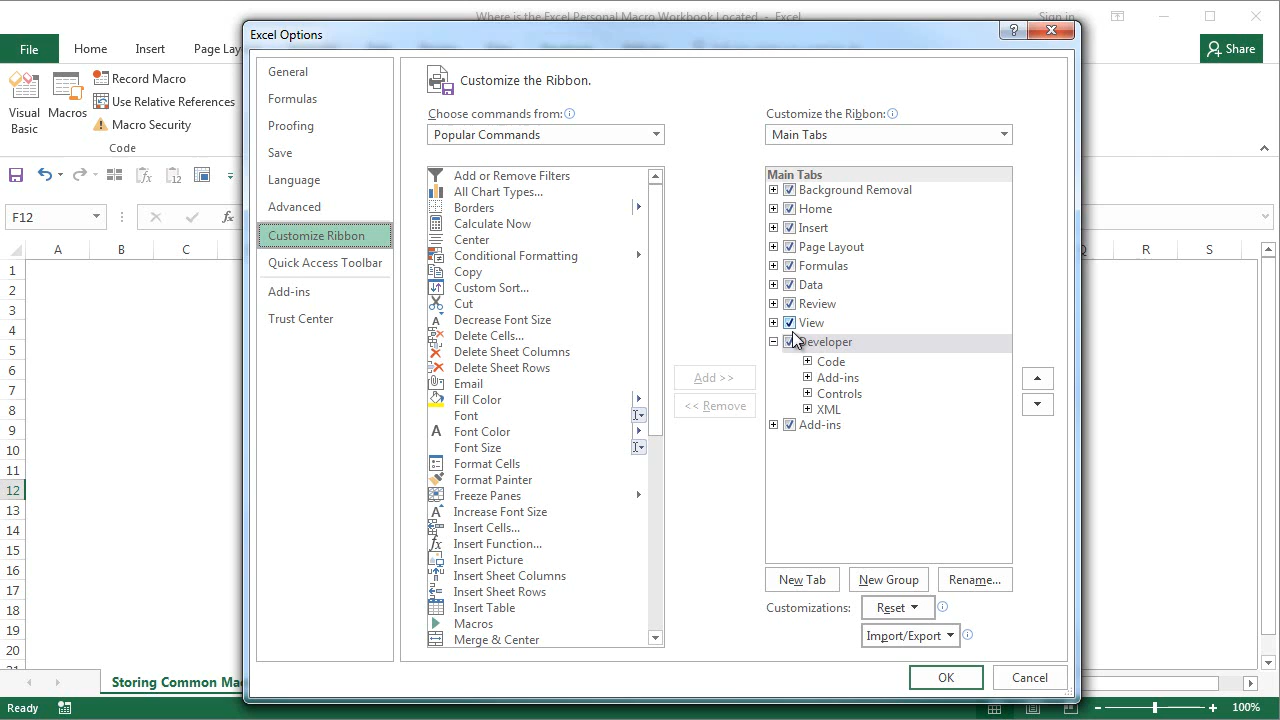 Where is the Excel Personal Macro Workbook Located - Excel
Sign in
Excel Options
File
Home
Insert
Page Lay
Share
Record Macro
Use Relative References
Macro Security
Visual
Basic
Macros
Code
F12
A
B
C
R
S
1
2
3
4
5
6
7
8
9
10
11
12
13
14
15
16
17
18
19
20
21
General
Formulas
Proofing
Save
Language
Advanced
Customize Ribbon
Quick Access Toolbar
Add-ins
Trust Center
Customize the Ribbon.
Choose commands from:
Popular Commands
Add or Remove Filters
All Chart Types...
Borders
Calculate Now
Center
Conditional Formatting
Copy
Custom Sort...
Cut
Decrease Font Size
Delete Cells...
Delete Sheet Columns
Delete Sheet Rows
Email
Fill Color
Font
Font Color
Font Size
Format Cells
Format Painter
Freeze Panes
Increase Font Size
Insert Cells...
Insert Function...
Insert Picture
Insert Sheet Columns
Insert Sheet Rows
Insert Table
Macros
Merge & Center
Add >>
<< Remove
Customize the Ribbon:
Main Tabs
Main Tabs
Background Removal
Home
Insert
Page Layout
Formulas
Data
Review
View
eveloper
Code
Add-ins
Controls
XML
Add-ins
New Tab
New Group
Rename...
Customizations:
Reset
Import/Export
OK
Cancel
Storing Common Ma
Ready
100%